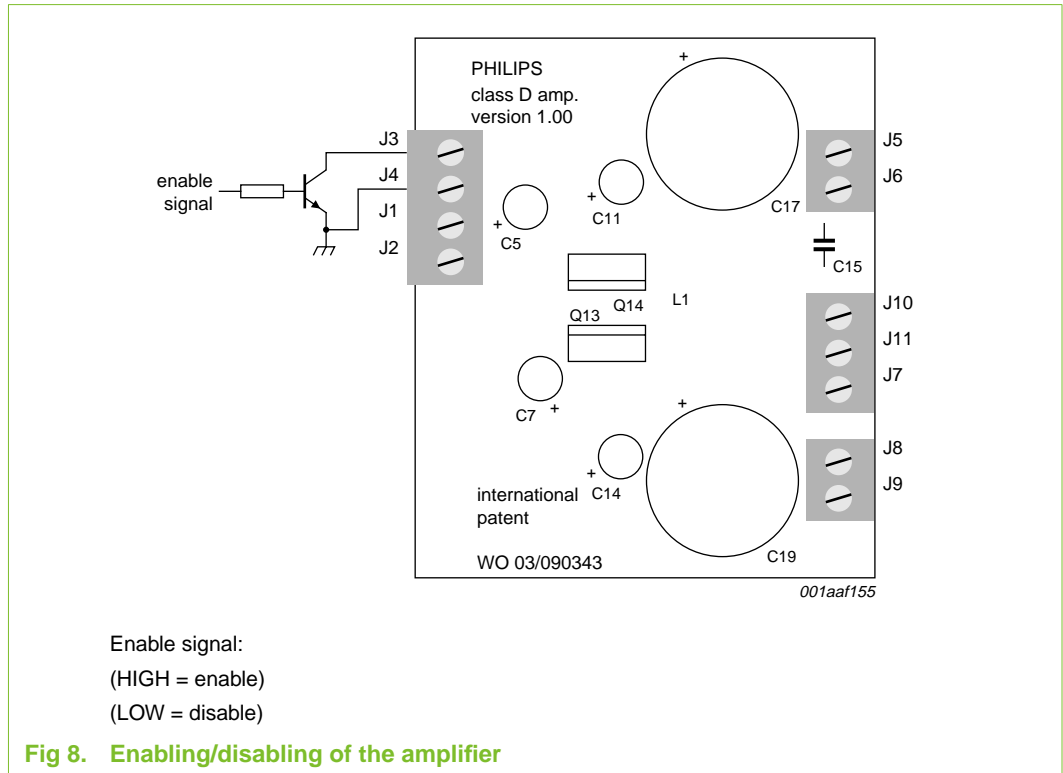 PHILIPS
class D amp.
version 1.00
J3
J4
J1
J2
enable
signal
+
C17
J5
J6
+
C11
+
C5
C15
Q14
L1
Q13
J10
J11
J7
C7
+
+
C14
+
C19
J8
J9
international
patent
WO 03/090343
001aaf155
Enable signal:
(HIGH = enable)
(LOW = disable)
Fig 8. Enabling/disabling of the amplifier